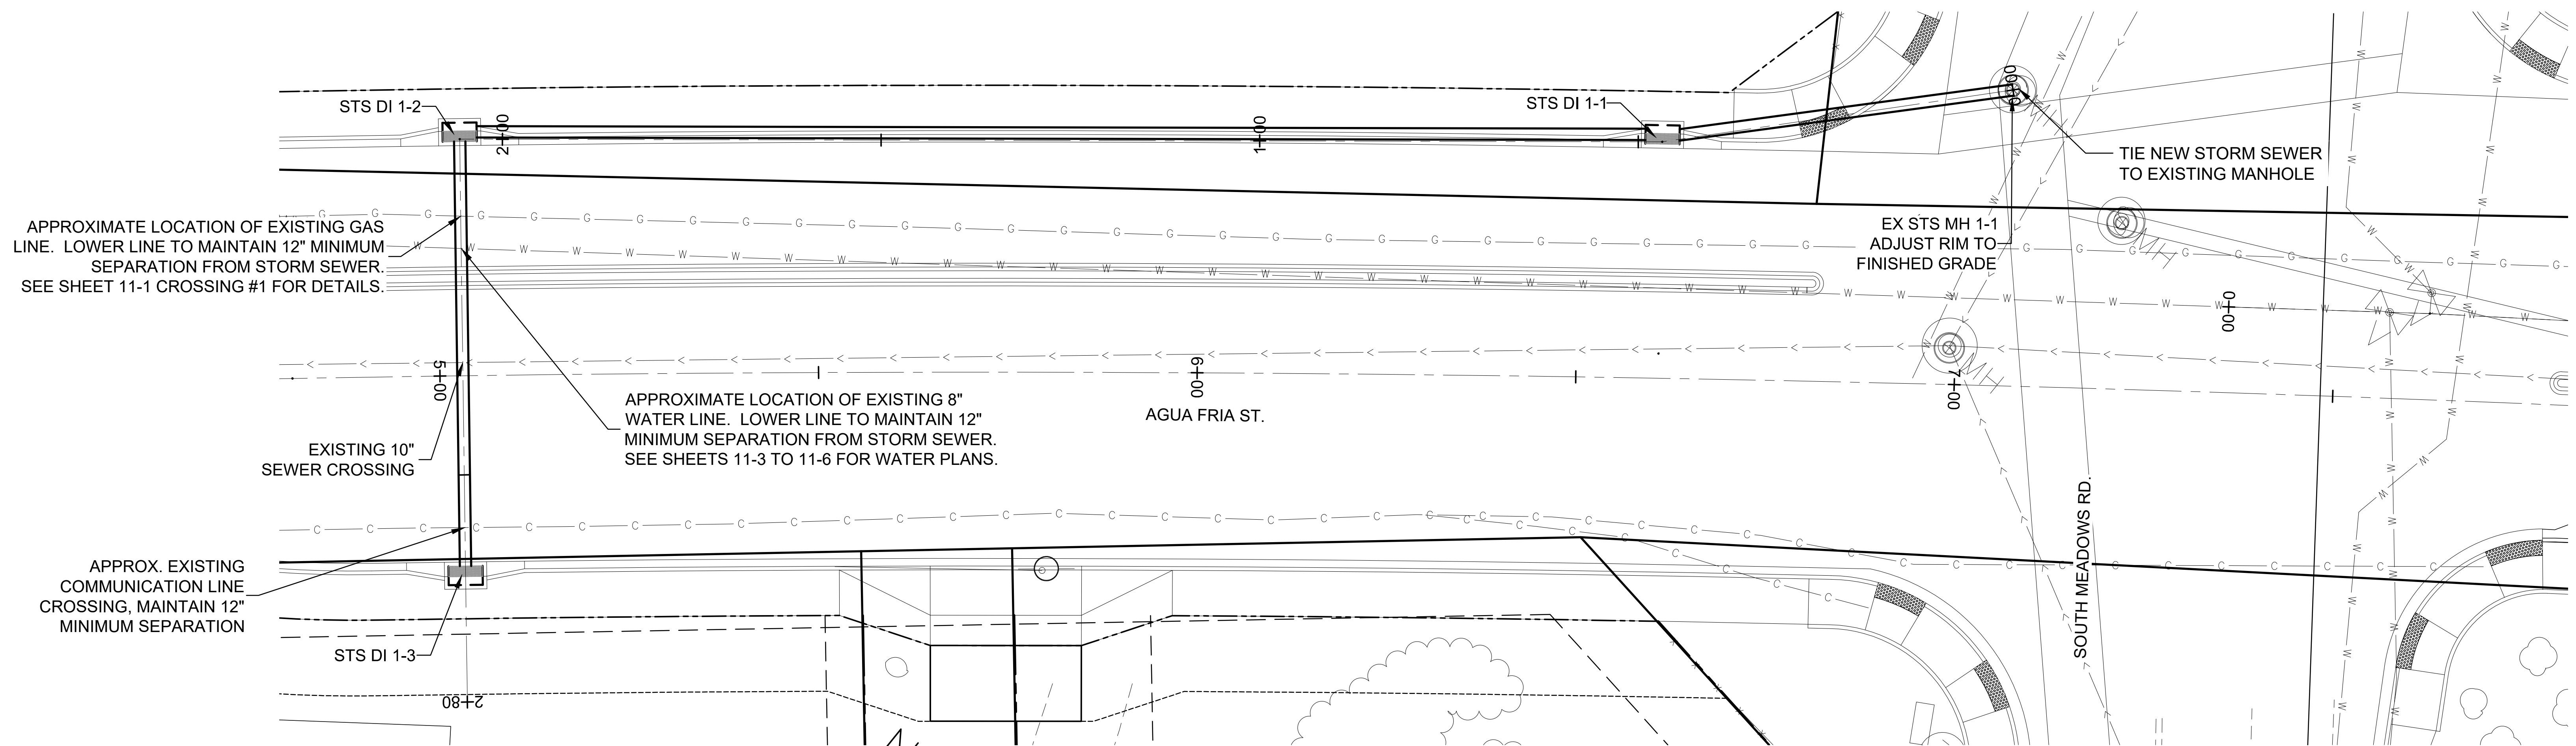 STS DI 1-2
STS DI 1-1
2+00
1+00
0+00
MH
TIE NEW STORM SEWER
TO EXISTING MANHOLE
APPROXIMATE LOCATION OF EXISTING GAS
LINE.  LOWER LINE TO MAINTAIN 12" MINIMUM
SEPARATION FROM STORM SEWER.
SEE SHEET 11-1 CROSSING #1 FOR DETAILS.
EX STS MH 1-1
ADJUST RIM TO
FINISHED GRADE
MH
0+00
5+00
6+00
7+00
MH
APPROXIMATE LOCATION OF EXISTING 8"
WATER LINE.  LOWER LINE TO MAINTAIN 12"
MINIMUM SEPARATION FROM STORM SEWER.
SEE SHEETS 11-3 TO 11-6 FOR WATER PLANS.
AGUA FRIA ST.
EXISTING 10"
SEWER CROSSING
APPROX. EXISTING
COMMUNICATION LINE
CROSSING, MAINTAIN 12"
MINIMUM SEPARATION
SOUTH MEADOWS RD.
STS DI 1-3
2+80